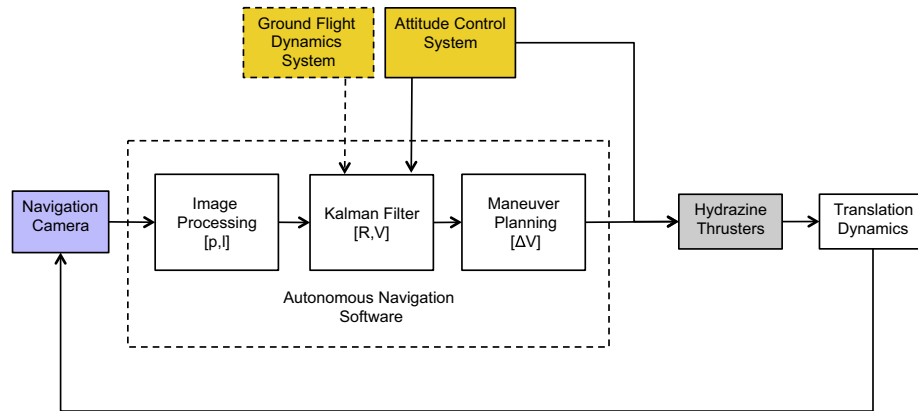 Ground Flight
Dynamics
System
Attitude Control
System
Navigation
Camera
Image
Processing
[p,l]
Kalman Filter
[R,V]
Maneuver
Planning
[ΔV]
Hydrazine
Thrusters
Translation
Dynamics
Autonomous Navigation
Software